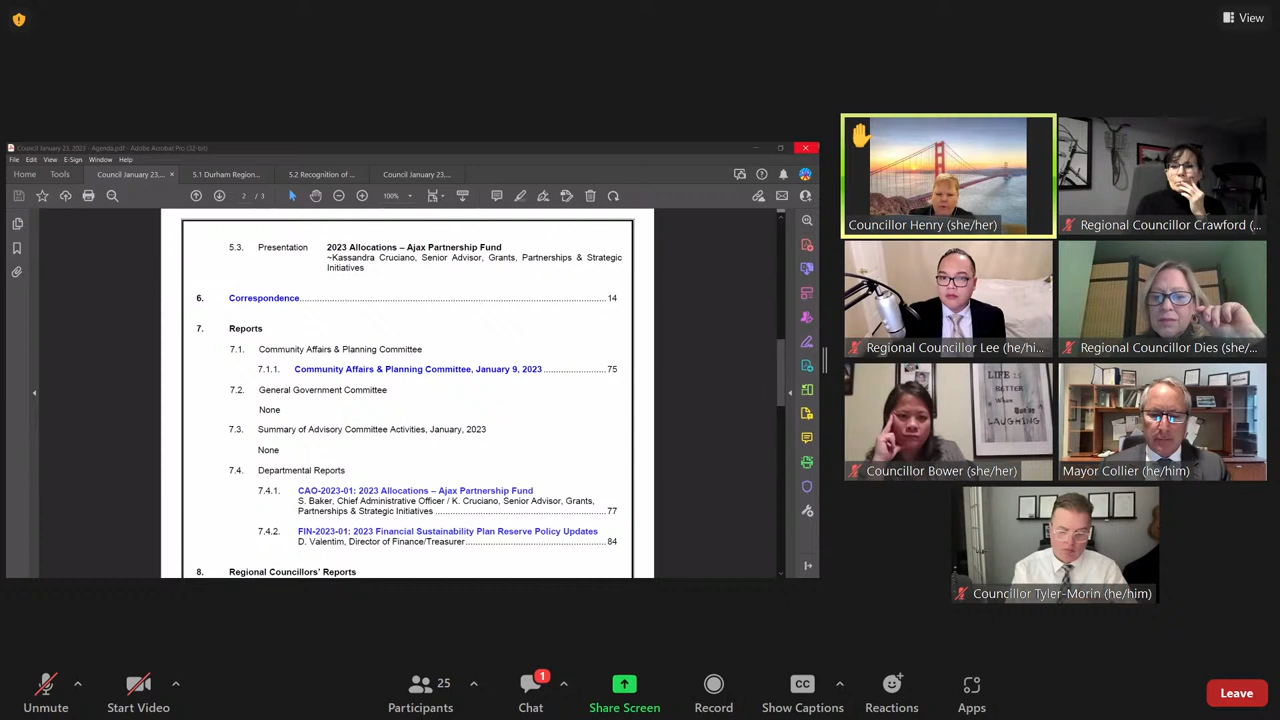 View
Council January 23, 2023 - Agenda.pdf - Adobe Acrobat Pro (32-bit)
File Edit View E-Sign Window Help
Home Tools Council January 23,... × 5.1 Durham Region... 5.2 Recognition of ... Council January 23,...
2 / 3 100%
5.3. Presentation 2023 Allocations – Ajax Partnership Fund
~Kassandra Cruciano, Senior Advisor, Grants, Partnerships & Strategic
Initiatives
6. Correspondence 14
7. Reports
7.1. Community Affairs & Planning Committee
7.1.1. Community Affairs & Planning Committee, January 9, 2023 75
7.2. General Government Committee
None
7.3. Summary of Advisory Committee Activities, January, 2023
None
7.4. Departmental Reports
7.4.1. CAO-2023-01: 2023 Allocations – Ajax Partnership Fund
S. Baker, Chief Administrative Officer / K. Cruciano, Senior Advisor, Grants,
Partnerships & Strategic Initiatives 77
7.4.2. FIN-2023-01: 2023 Financial Sustainability Plan Reserve Policy Updates
D. Valentim, Director of Finance/Treasurer 84
8. Regional Councillors' Reports
Councillor Henry (she/her)
Regional Councillor Crawford (...
Regional Councillor Lee (he/hi...
Regional Councillor Dies (she/...
LIFE IS
BETTER
When
You're
LAUGHING
Councillor Bower (she/her)
Mayor Collier (he/him)
Councillor Tyler-Morin (he/him)
Unmute
Start Video
25
Participants
1
Chat
Share Screen
Record
CC
Show Captions
Reactions
Apps
Leave